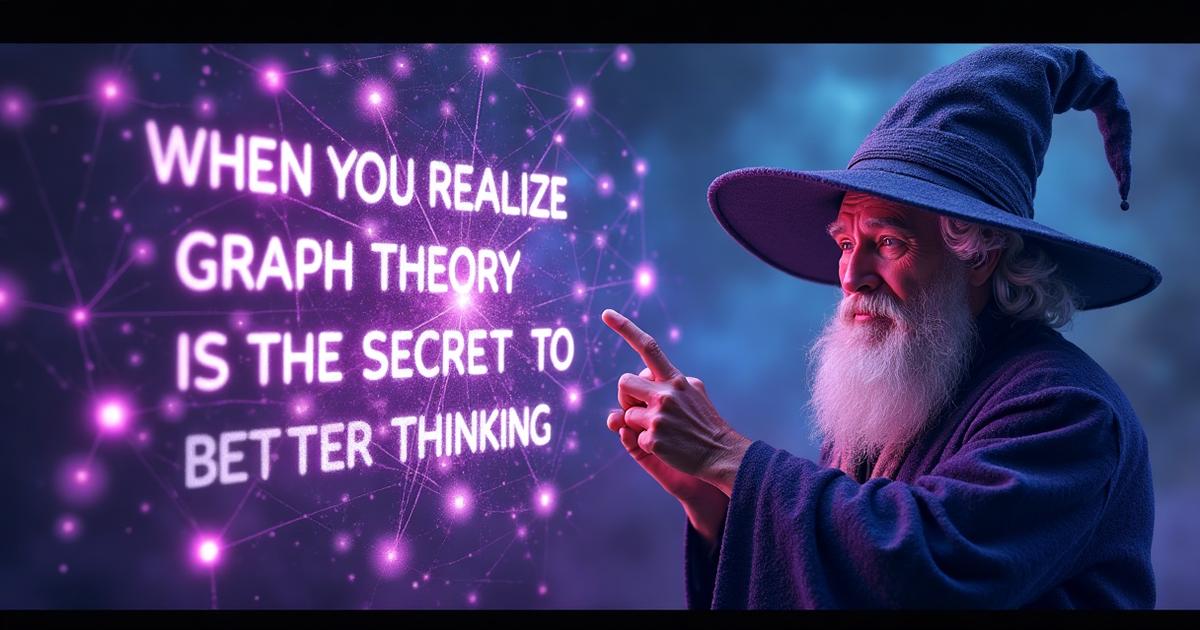 WHEN YOU REALIZE
GRAPH THEORY
IS THE SECRET TO
BETTER THINKING